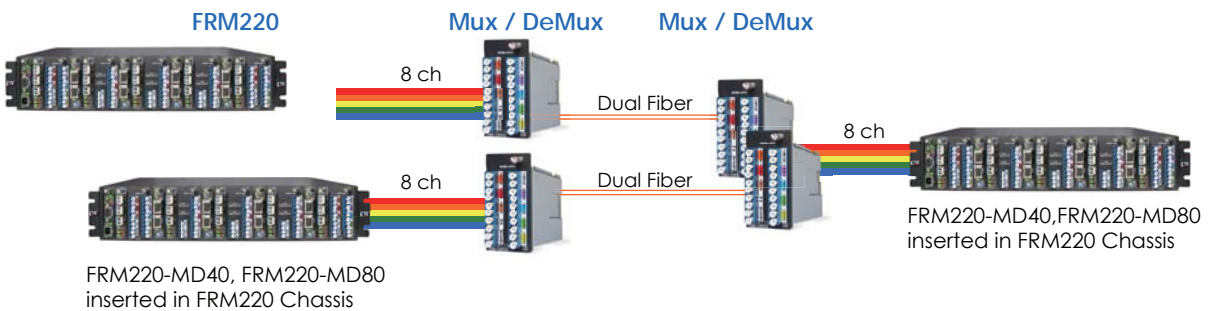 FRM220
Mux / DeMux
Mux / DeMux
8 ch
Dual Fiber
8 ch
8 ch
Dual Fiber
FRM220-MD40,FRM220-MD80
inserted in FRM220 Chassis
FRM220-MD40, FRM220-MD80
inserted in FRM220 Chassis